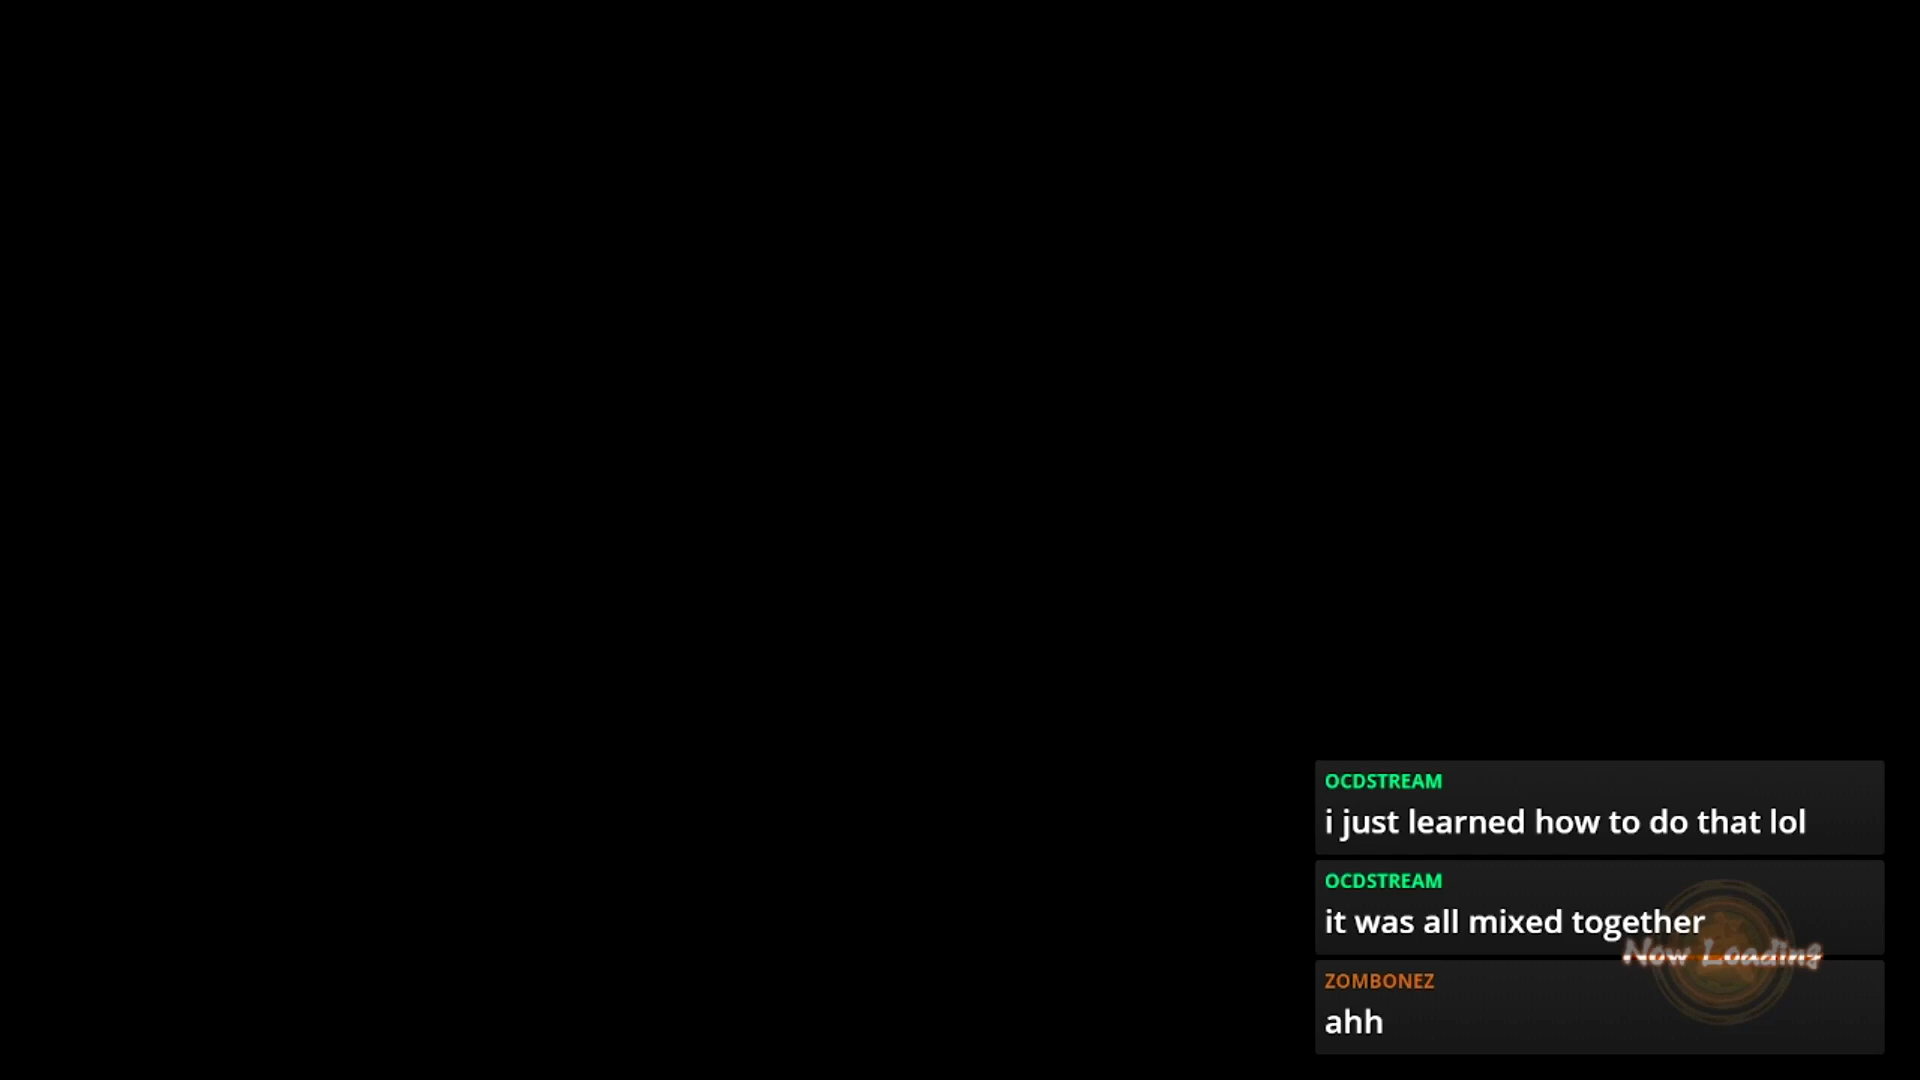 OCDSTREAM
i just learned how to do that lol
OCDSTREAM
it was all mixed together
Now Loading
ZOMBONEZ
ahh